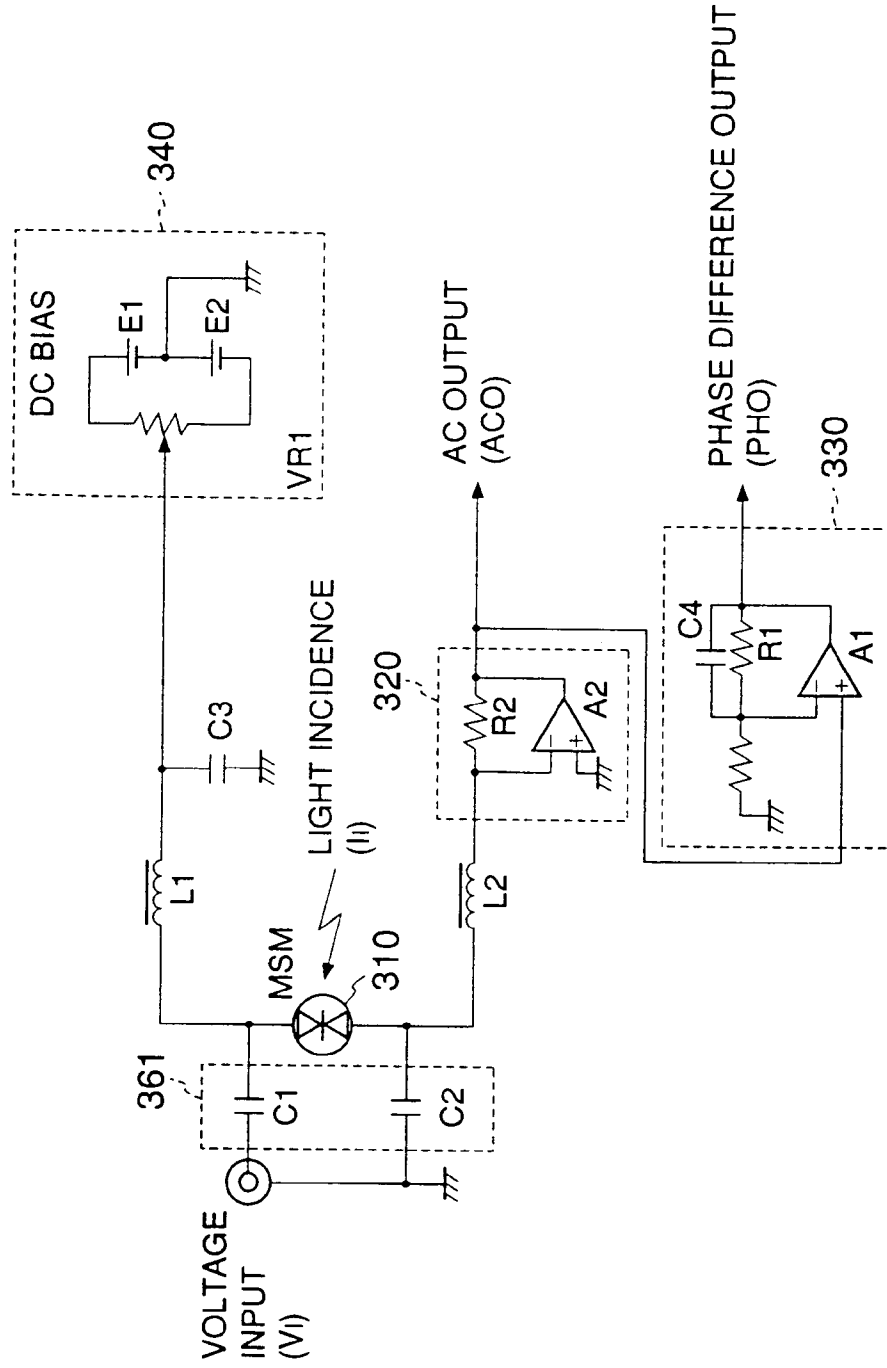 340
DC BIAS
E1
E2
VR1
C3
L1
LIGHT INCIDENCE
(Ii)
MSM
310
361
C1
C2
VOLTAGE
INPUT
(VI)
L2
320
R2
A2
-
+
AC OUTPUT
(ACO)
PHASE DIFFERENCE OUTPUT
(PHO)
330
C4
R1
A1
-
+